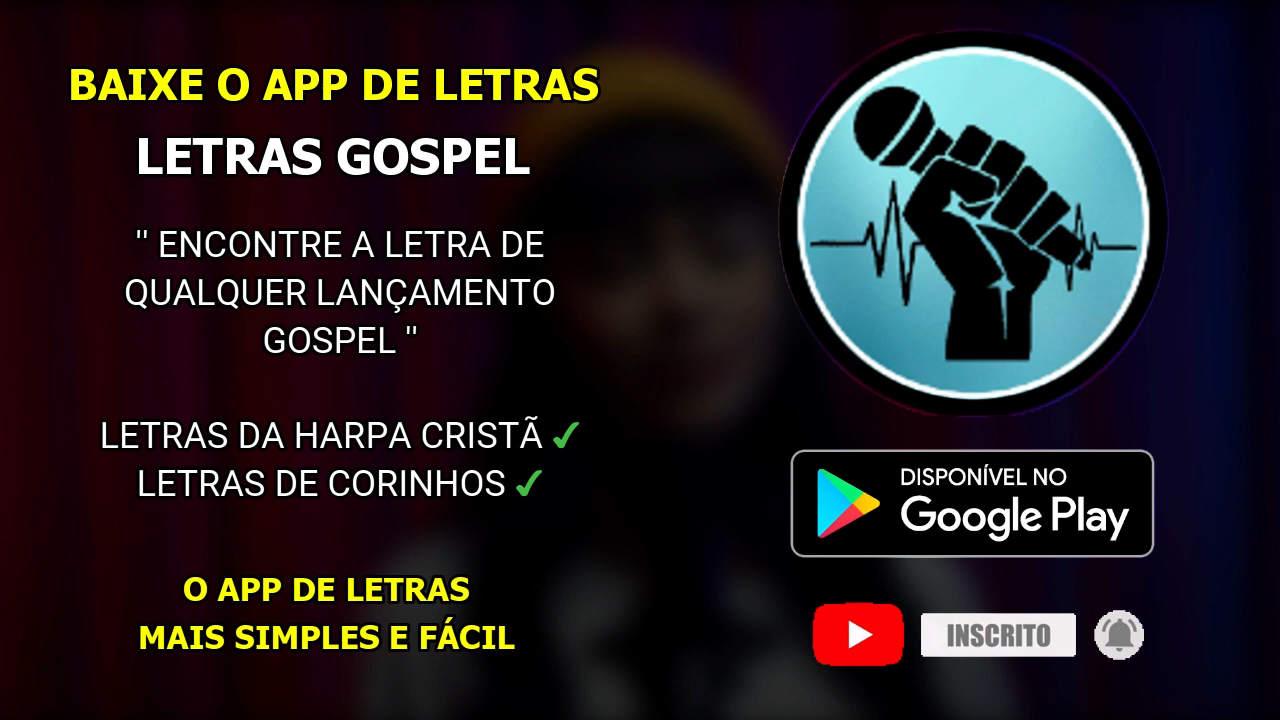 BAIXE O APP DE LETRAS
LETRAS GOSPEL
" ENCONTRE A LETRA DE
QUALQUER LANÇAMENTO
GOSPEL "
LETRAS DA HARPA CRISTÃ ✔
LETRAS DE CORINHOS ✔
O APP DE LETRAS
MAIS SIMPLES E FÁCIL
DISPONÍVEL NO
Google Play
INSCRITO